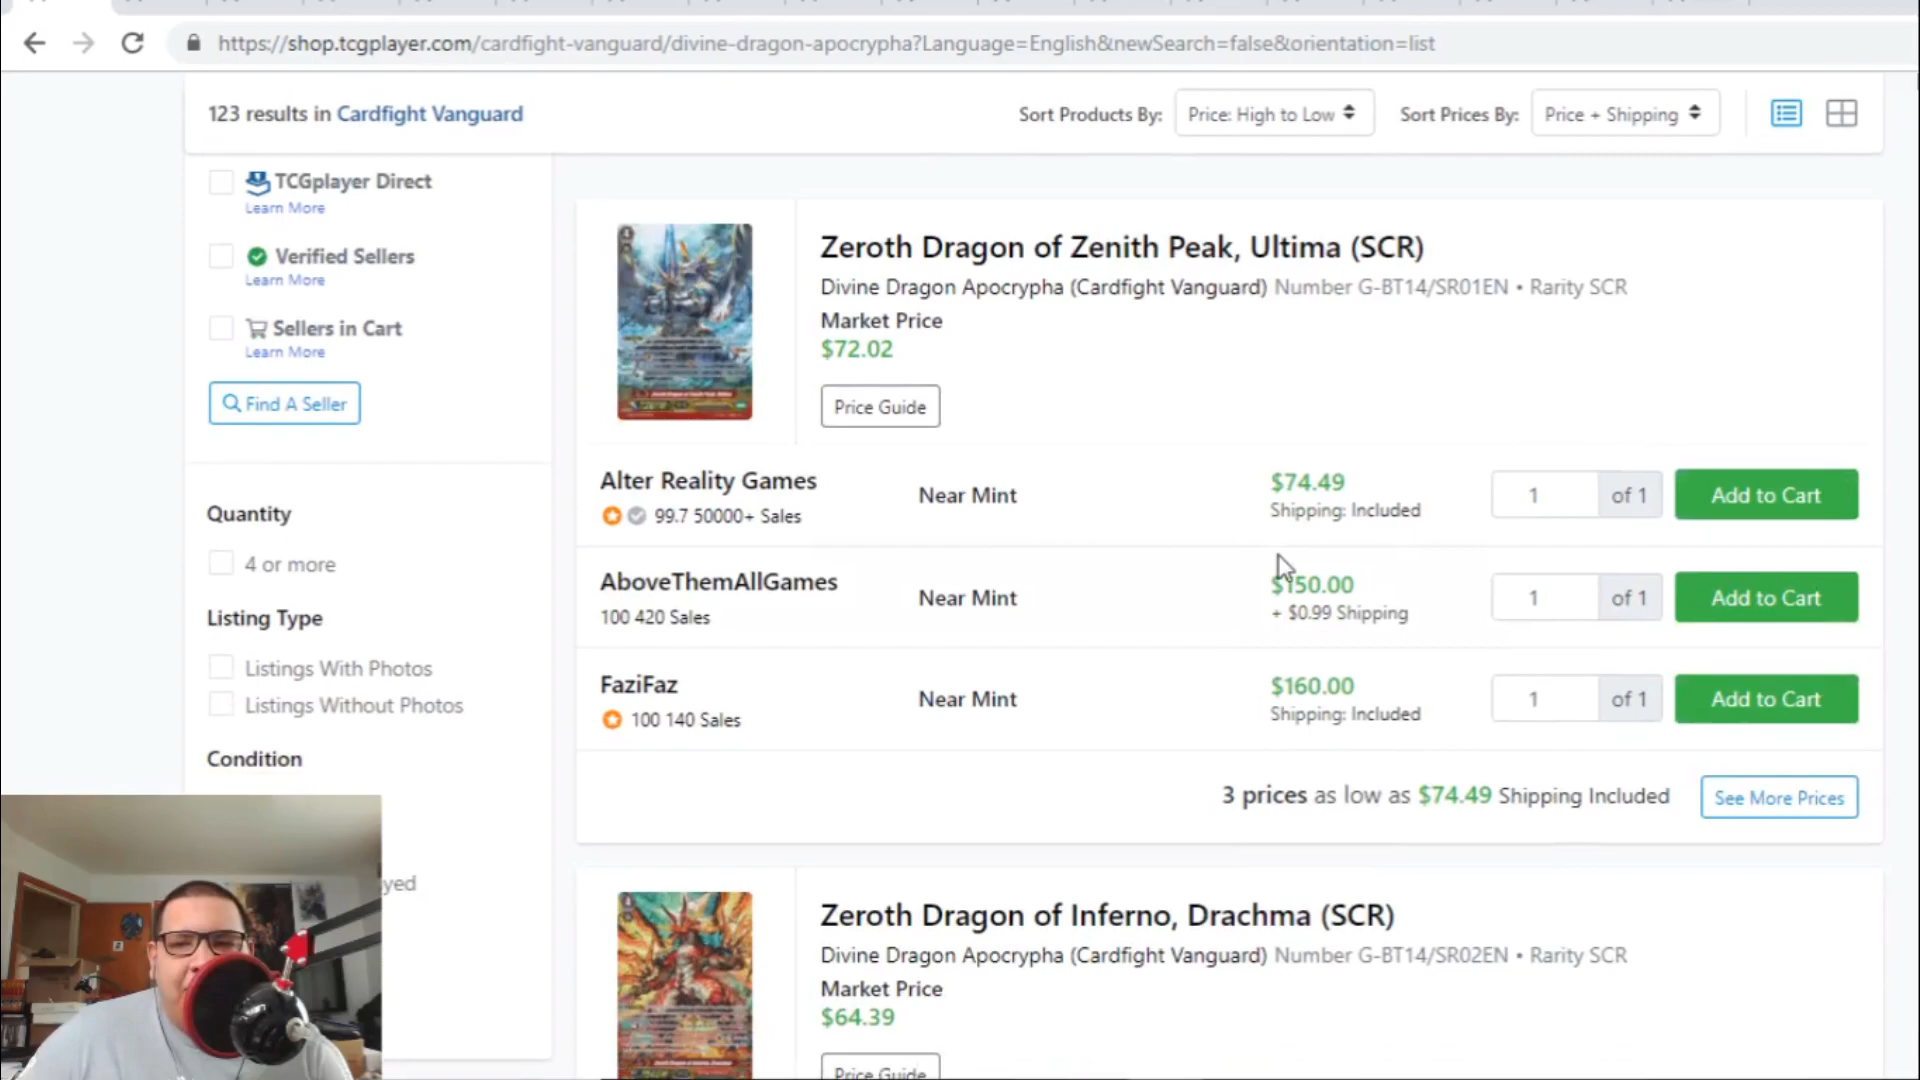 https://shop.tcgplayer.com/cardfight-vanguard/divine-dragon-apocrypha?Language=English&newSearch=false&orientation=list
123 results in Cardfight Vanguard
Sort Products By: Price: High to Low
Sort Prices By: Price + Shipping
TCGplayer Direct
Learn More
Verified Sellers
Learn More
Sellers in Cart
Learn More
Find A Seller
Quantity
4 or more
Listing Type
Listings With Photos
Listings Without Photos
Condition
yed
Zeroth Dragon of Zenith Peak, Ultima (SCR)
Divine Dragon Apocrypha (Cardfight Vanguard) Number G-BT14/SR01EN • Rarity SCR
Market Price
$72.02
Price Guide
Alter Reality Games
99.7 50000+ Sales
Near Mint
$74.49
Shipping: Included
1 of 1
Add to Cart
AboveThemAllGames
100 420 Sales
Near Mint
$150.00
+ $0.99 Shipping
1 of 1
Add to Cart
FaziFaz
100 140 Sales
Near Mint
$160.00
Shipping: Included
1 of 1
Add to Cart
3 prices as low as $74.49 Shipping Included
See More Prices
Zeroth Dragon of Inferno, Drachma (SCR)
Divine Dragon Apocrypha (Cardfight Vanguard) Number G-BT14/SR02EN • Rarity SCR
Market Price
$64.39
Price Guide